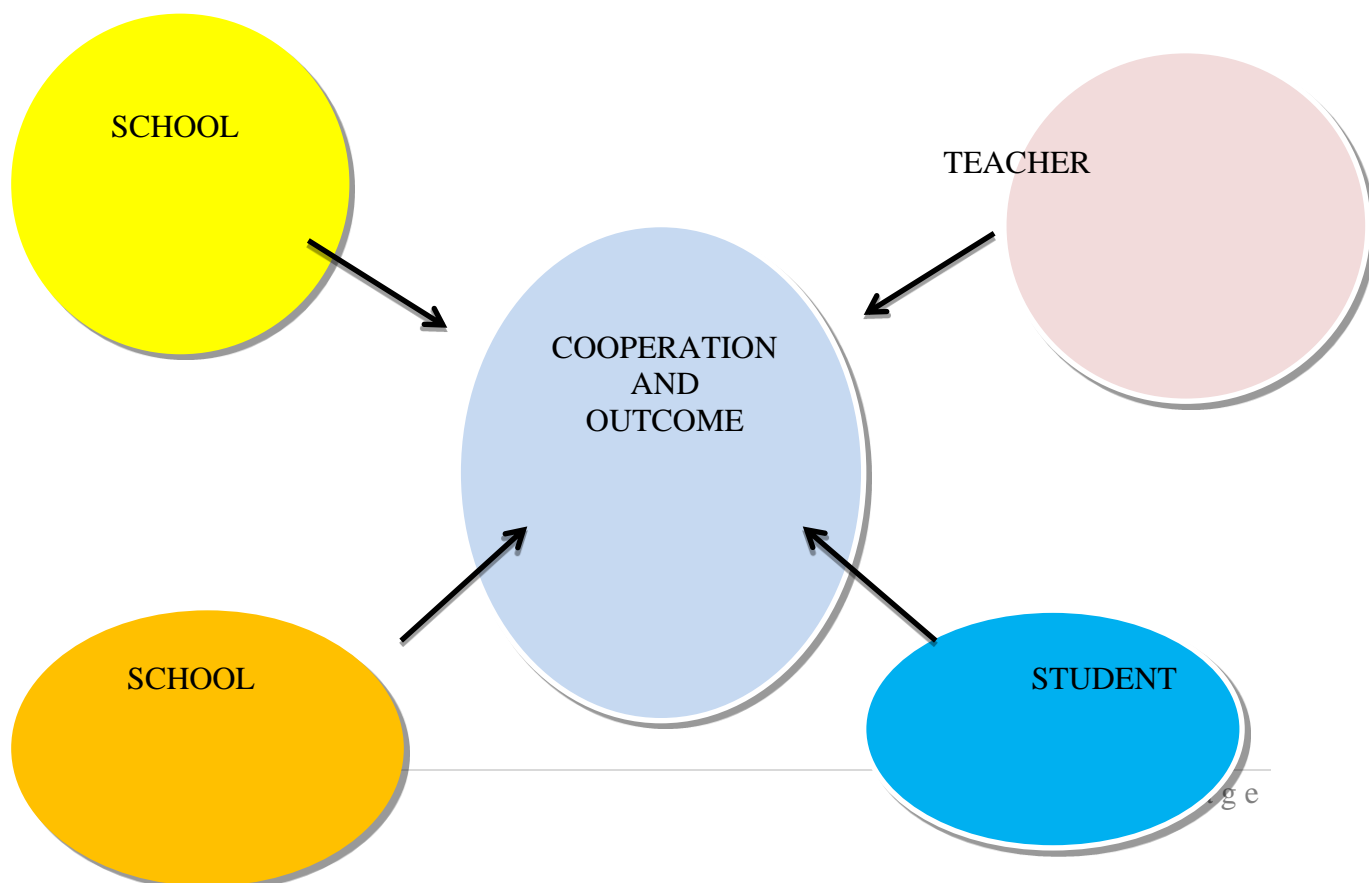 SCHOOL
TEACHER
COOPERATION
AND
OUTCOME
SCHOOL
STUDENT